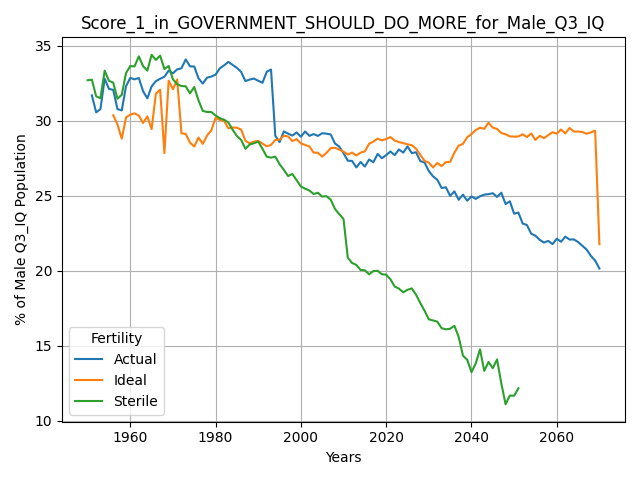 Score_1_in_GOVERNMENT_SHOULD_DO_MORE_for_Male_Q3_IQ
35
30
25
20
15
10
% of Male Q3_IQ Population
Fertility
Actual
Ideal
Sterile
1960 1980 2000 2020 2040 2060
Years